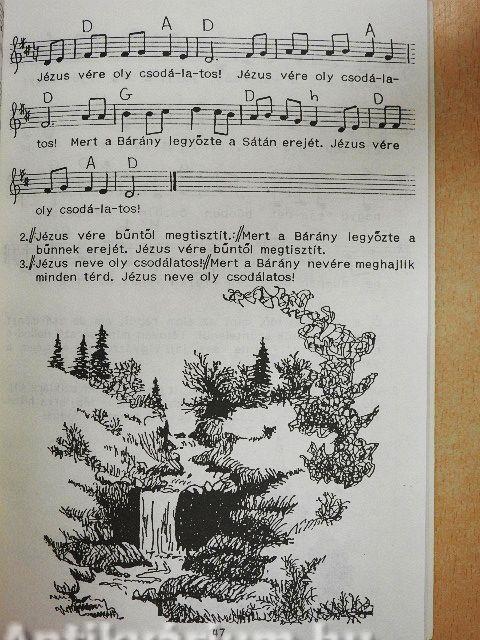 D A D A
Jézus vére oly csodá-la-tos! Jézus vére oly csodá-la-
D G D h D
tos! Mert a Bárány legyőzte a Sátán erejét. Jézus vére
A D
oly csodá-la-tos!
2.//Jézus vére bűntől megtisztít.://Mert a Bárány legyőzte a
bűnnek erejét. Jézus vére bűntől megtisztít.
3.//Jézus neve oly csodálatos!//Mert a Bárány nevére meghajlik
minden térd. Jézus neve oly csodálatos!
47
Antikvarium.hu